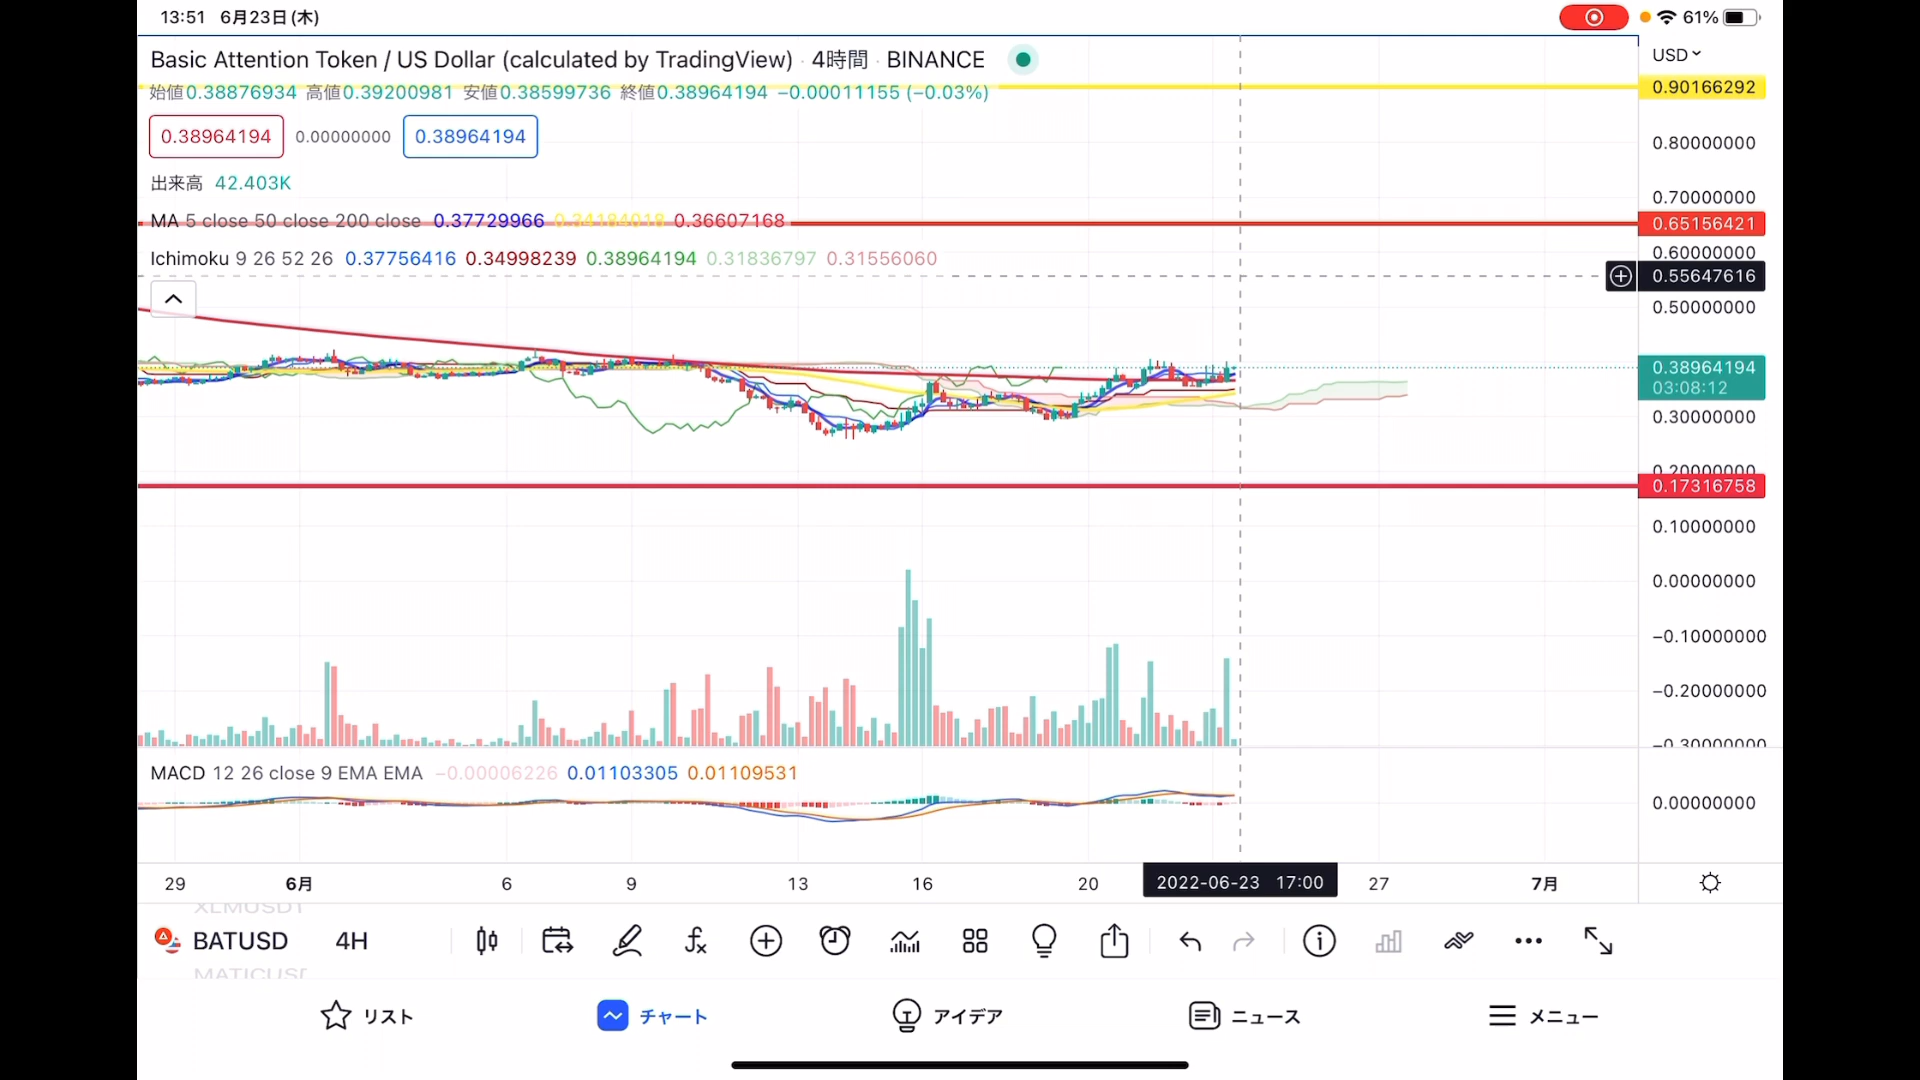 13:51 6月23日(木)
61%
Basic Attention Token / US Dollar (calculated by TradingView) · 4時間 · BINANCE
USD
始値0.38876934 高値0.39200981 安値0.38599736 終値0.38964194 −0.00011155 (−0.03%)
0.90166292
0.38964194 0.00000000 0.38964194
0.80000000
出来高 42.403K
0.70000000
MA 5 close 50 close 200 close 0.37729966 0.34184018 0.36607168
0.65156421
0.60000000
Ichimoku 9 26 52 26 0.37756416 0.34998239 0.38964194 0.31836797 0.31556060
0.55647616
0.50000000
0.38964194
03:08:12
0.30000000
0.20000000
0.17316758
0.10000000
0.00000000
−0.10000000
−0.20000000
−0.30000000
MACD 12 26 close 9 EMA EMA −0.00006226 0.01103305 0.01109531
0.00000000
29 6月 6 9 13 16 20 2022-06-23 17:00 27 7月
XLMUSDT
BATUSD 4H
MATICUSD
リスト チャート アイデア ニュース メニュー